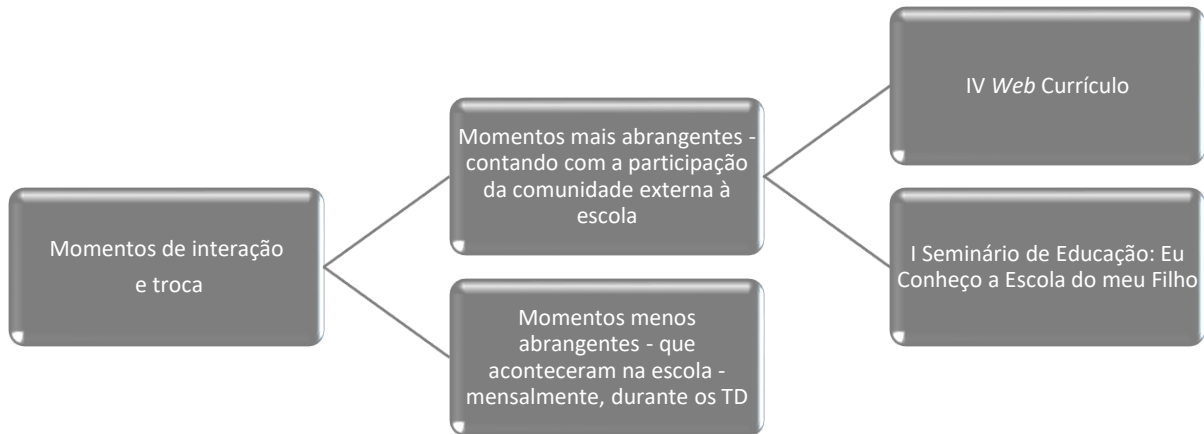 Momentos de interação
e troca
Momentos mais abrangentes -
contando com a participação
da comunidade externa à
escola
Momentos menos
abrangentes - que
aconteceram na escola -
mensalmente, durante os TD
IV Web Currículo
I Seminário de Educação: Eu
Conheço a Escola do meu Filho